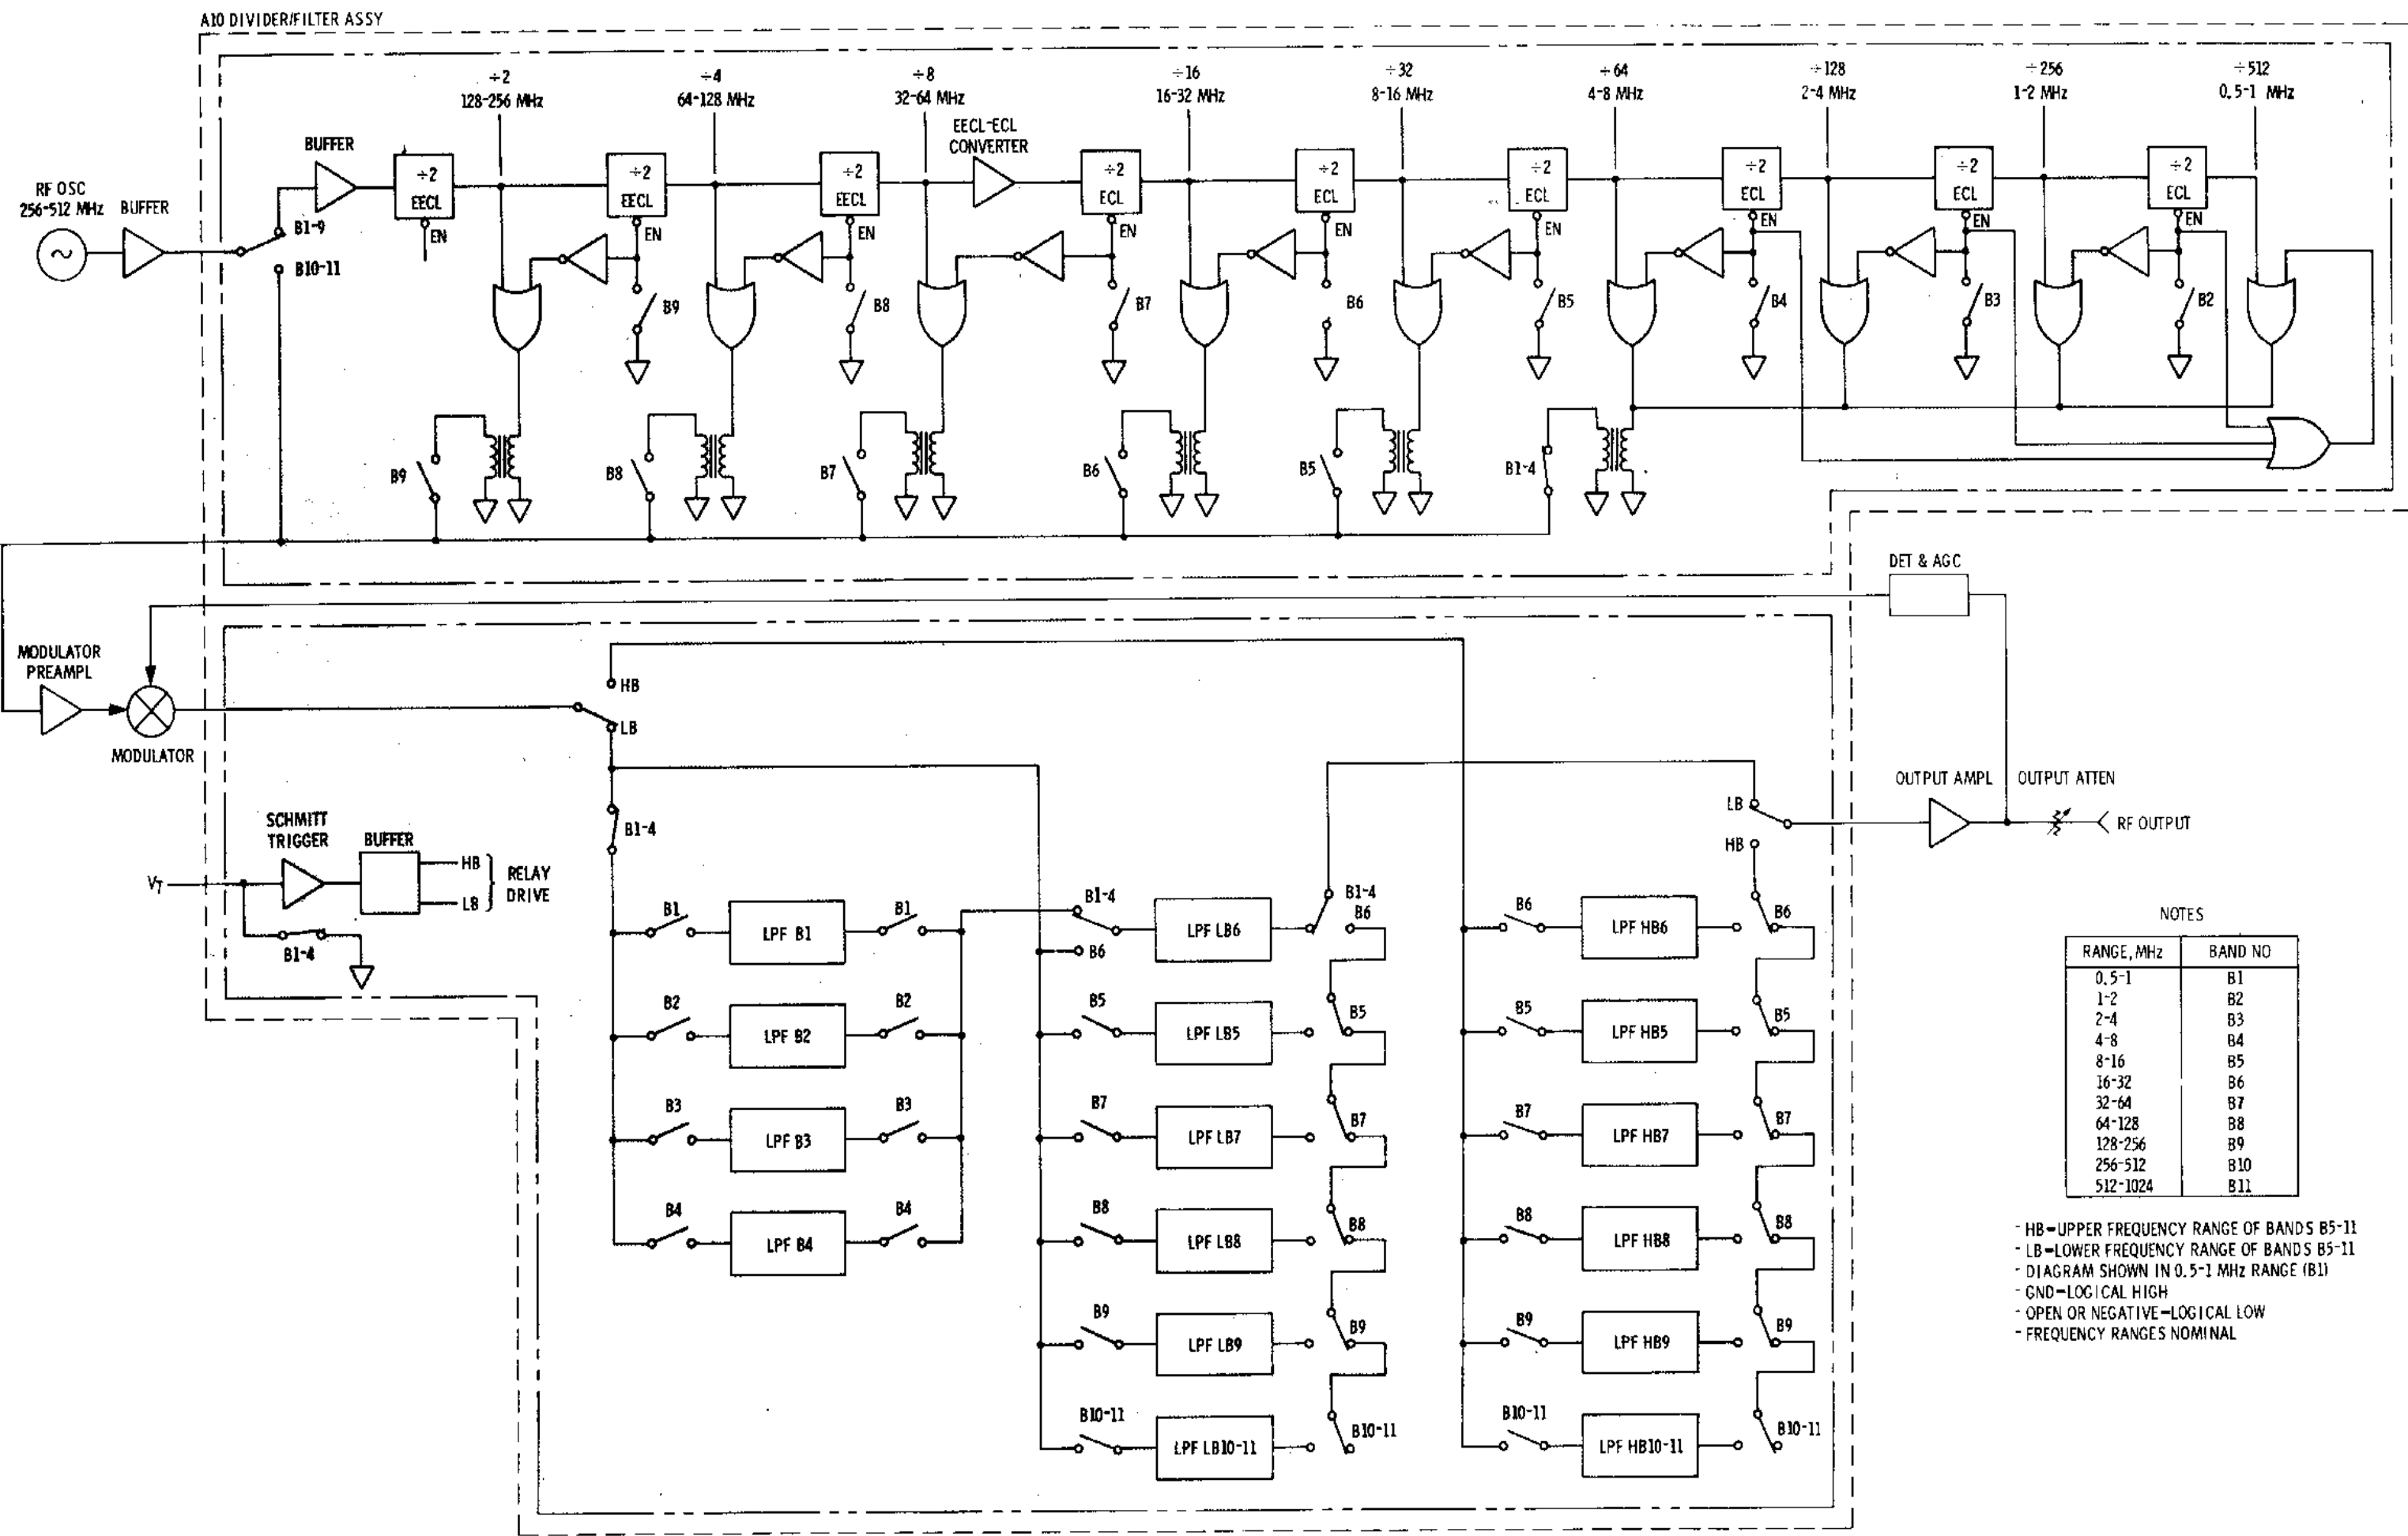 A10 DIVIDER/FILTER ASSY
÷2
128-256 MHz
÷4
64-128 MHz
÷8
32-64 MHz
÷16
16-32 MHz
÷32
8-16 MHz
÷64
4-8 MHz
÷128
2-4 MHz
÷256
1-2 MHz
÷512
0.5-1 MHz
RF OSC
256-512 MHz
BUFFER
BUFFER
B1-9
B10-11
÷2
EECL
EN
÷2
EECL
EN
÷2
EECL
EN
EECL-ECL
CONVERTER
÷2
ECL
EN
÷2
ECL
EN
÷2
ECL
EN
÷2
ECL
EN
÷2
ECL
EN
÷2
ECL
EN
B9
B8
B7
B6
B5
B4
B3
B2
B9
B8
B7
B6
B5
B1-4
DET & AGC
MODULATOR
PREAMPL
MODULATOR
HB
LB
B1-4
SCHMITT
TRIGGER
BUFFER
VT
HB
LB
RELAY
DRIVE
B1-4
B1
LPF B1
B1
B2
LPF B2
B2
B3
LPF B3
B3
B4
LPF B4
B4
B1-4
B6
LPF LB6
B1-4
B6
B5
LPF LB5
B5
B7
LPF LB7
B7
B8
LPF LB8
B8
B9
LPF LB9
B9
B10-11
LPF LB10-11
B10-11
B6
LPF HB6
B6
B5
LPF HB5
B5
B7
LPF HB7
B7
B8
LPF HB8
B8
B9
LPF HB9
B9
B10-11
LPF HB10-11
B10-11
LB
HB
OUTPUT AMPL
OUTPUT ATTEN
RF OUTPUT
NOTES
RANGE, MHz BAND NO
0.5-1 B1
1-2 B2
2-4 B3
4-8 B4
8-16 B5
16-32 B6
32-64 B7
64-128 B8
128-256 B9
256-512 B10
512-1024 B11
- HB=UPPER FREQUENCY RANGE OF BANDS B5-11
- LB=LOWER FREQUENCY RANGE OF BANDS B5-11
- DIAGRAM SHOWN IN 0.5-1 MHz RANGE (B1)
- GND=LOGICAL HIGH
- OPEN OR NEGATIVE=LOGICAL LOW
- FREQUENCY RANGES NOMINAL